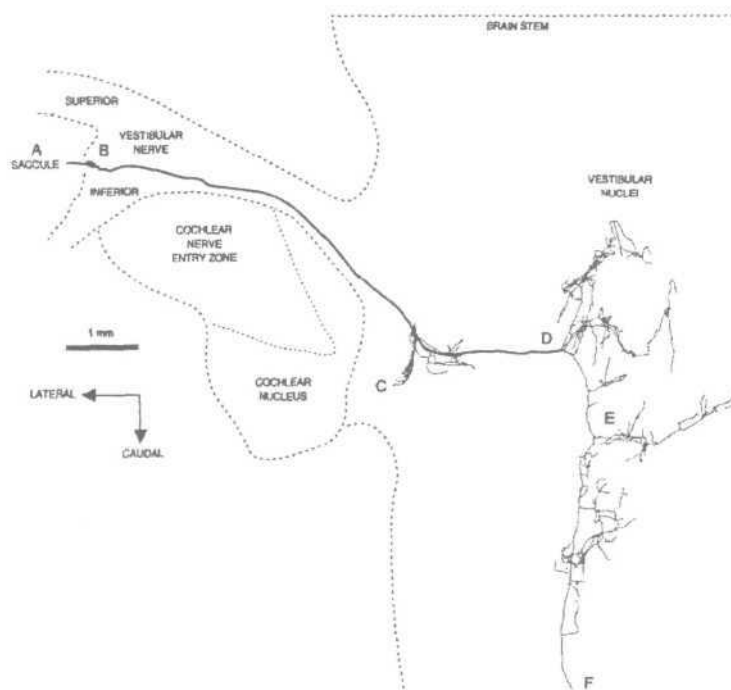 BRAIN STEM
SUPERIOR
A
B
VESTIBULAR
NERVE
SACCULE
INFERIOR
VESTIBULAR
NUCLEI
COCHLEAR
NERVE
ENTRY ZONE
1 mm
D
C
COCHLEAR
NUCLEUS
LATERAL
E
CAUDAL
F